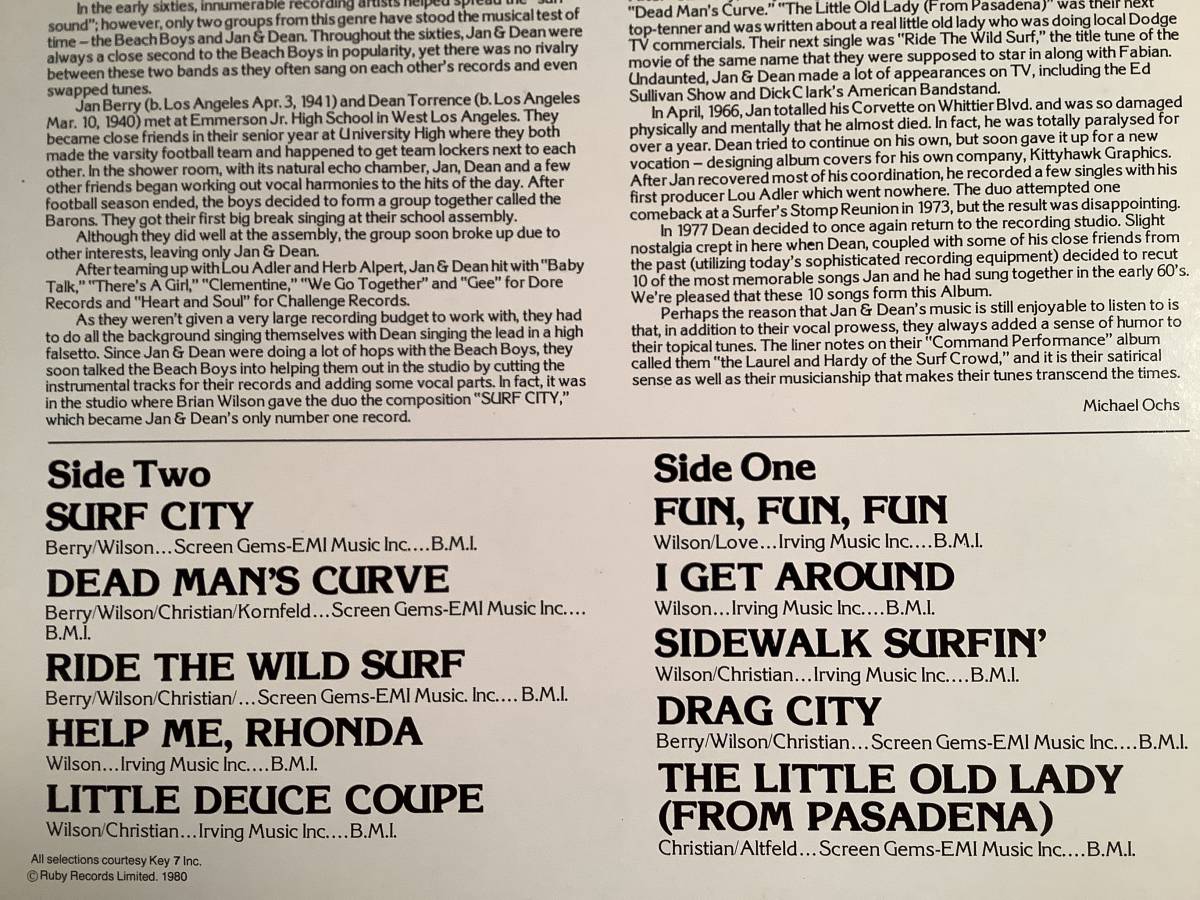 In the early sixties, innumerable recording artists helped spread the "surf
sound"; however, only two groups from this genre have stood the musical test of
time – the Beach Boys and Jan & Dean. Throughout the sixties, Jan & Dean were
always a close second to the Beach Boys in popularity, yet there was no rivalry
between these two bands as they often sang on each other's records and even
swapped tunes.
Jan Berry (b. Los Angeles Apr. 3, 1941) and Dean Torrence (b. Los Angeles
Mar. 10, 1940) met at Emmerson Jr. High School in West Los Angeles. They
became close friends in their senior year at University High where they both
made the varsity football team and happened to get team lockers next to each
other. In the shower room, with its natural echo chamber, Jan, Dean and a few
other friends began working out vocal harmonies to the hits of the day. After
football season ended, the boys decided to form a group together called the
Barons. They got their first big break singing at their school assembly.
Although they did well at the assembly, the group soon broke up due to
other interests, leaving only Jan & Dean.
After teaming up with Lou Adler and Herb Alpert, Jan & Dean hit with "Baby
Talk," "There's A Girl," "Clementine," "We Go Together" and "Gee" for Dore
Records and "Heart and Soul" for Challenge Records.
As they weren't given a very large recording budget to work with, they had
to do all the background singing themselves with Dean singing the lead in a high
falsetto. Since Jan & Dean were doing a lot of hops with the Beach Boys, they
soon talked the Beach Boys into helping them out in the studio by cutting the
instrumental tracks for their records and adding some vocal parts. In fact, it was
in the studio where Brian Wilson gave the duo the composition "SURF CITY,"
which became Jan & Dean's only number one record.
"Dead Man's Curve." "The Little Old Lady (From Pasadena)" was their next
top-tenner and was written about a real little old lady who was doing local Dodge
TV commercials. Their next single was "Ride The Wild Surf," the title tune of the
movie of the same name that they were supposed to star in along with Fabian.
Undaunted, Jan & Dean made a lot of appearances on TV, including the Ed
Sullivan Show and Dick Clark's American Bandstand.
In April, 1966, Jan totalled his Corvette on Whittier Blvd. and was so damaged
physically and mentally that he almost died. In fact, he was totally paralysed for
over a year. Dean tried to continue on his own, but soon gave it up for a new
vocation – designing album covers for his own company, Kittyhawk Graphics.
After Jan recovered most of his coordination, he recorded a few singles with his
first producer Lou Adler which went nowhere. The duo attempted one
comeback at a Surfer's Stomp Reunion in 1973, but the result was disappointing.
In 1977 Dean decided to once again return to the recording studio. Slight
nostalgia crept in here when Dean, coupled with some of his close friends from
the past (utilizing today's sophisticated recording equipment) decided to recut
10 of the most memorable songs Jan and he had sung together in the early 60's.
We're pleased that these 10 songs form this Album.
Perhaps the reason that Jan & Dean's music is still enjoyable to listen to is
that, in addition to their vocal prowess, they always added a sense of humor to
their topical tunes. The liner notes on their "Command Performance" album
called them "the Laurel and Hardy of the Surf Crowd," and it is their satirical
sense as well as their musicianship that makes their tunes transcend the times.
Michael Ochs
Side Two
SURF CITY
Berry/Wilson...Screen Gems-EMI Music Inc....B.M.I.
DEAD MAN'S CURVE
Berry/Wilson/Christian/Kornfeld...Screen Gems-EMI Music Inc....
B.M.I.
RIDE THE WILD SURF
Berry/Wilson/Christian/...Screen Gems-EMI Music. Inc.... B.M.I.
HELP ME, RHONDA
Wilson...Irving Music Inc....B.M.I.
LITTLE DEUCE COUPE
Wilson/Christian...Irving Music Inc....B.M.I.
Side One
FUN, FUN, FUN
Wilson/Love...Irving Music Inc....B.M.I.
I GET AROUND
Wilson...Irving Music Inc....B.M.I.
SIDEWALK SURFIN'
Wilson/Christian...Irving Music Inc....B.M.I.
DRAG CITY
Berry/Wilson/Christian...Screen Gems-EMI Music Inc....B.M.I.
THE LITTLE OLD LADY
(FROM PASADENA)
Christian/Altfeld...Screen Gems-EMI Music Inc....B.M.I.
All selections courtesy Key 7 Inc.
© Ruby Records Limited. 1980